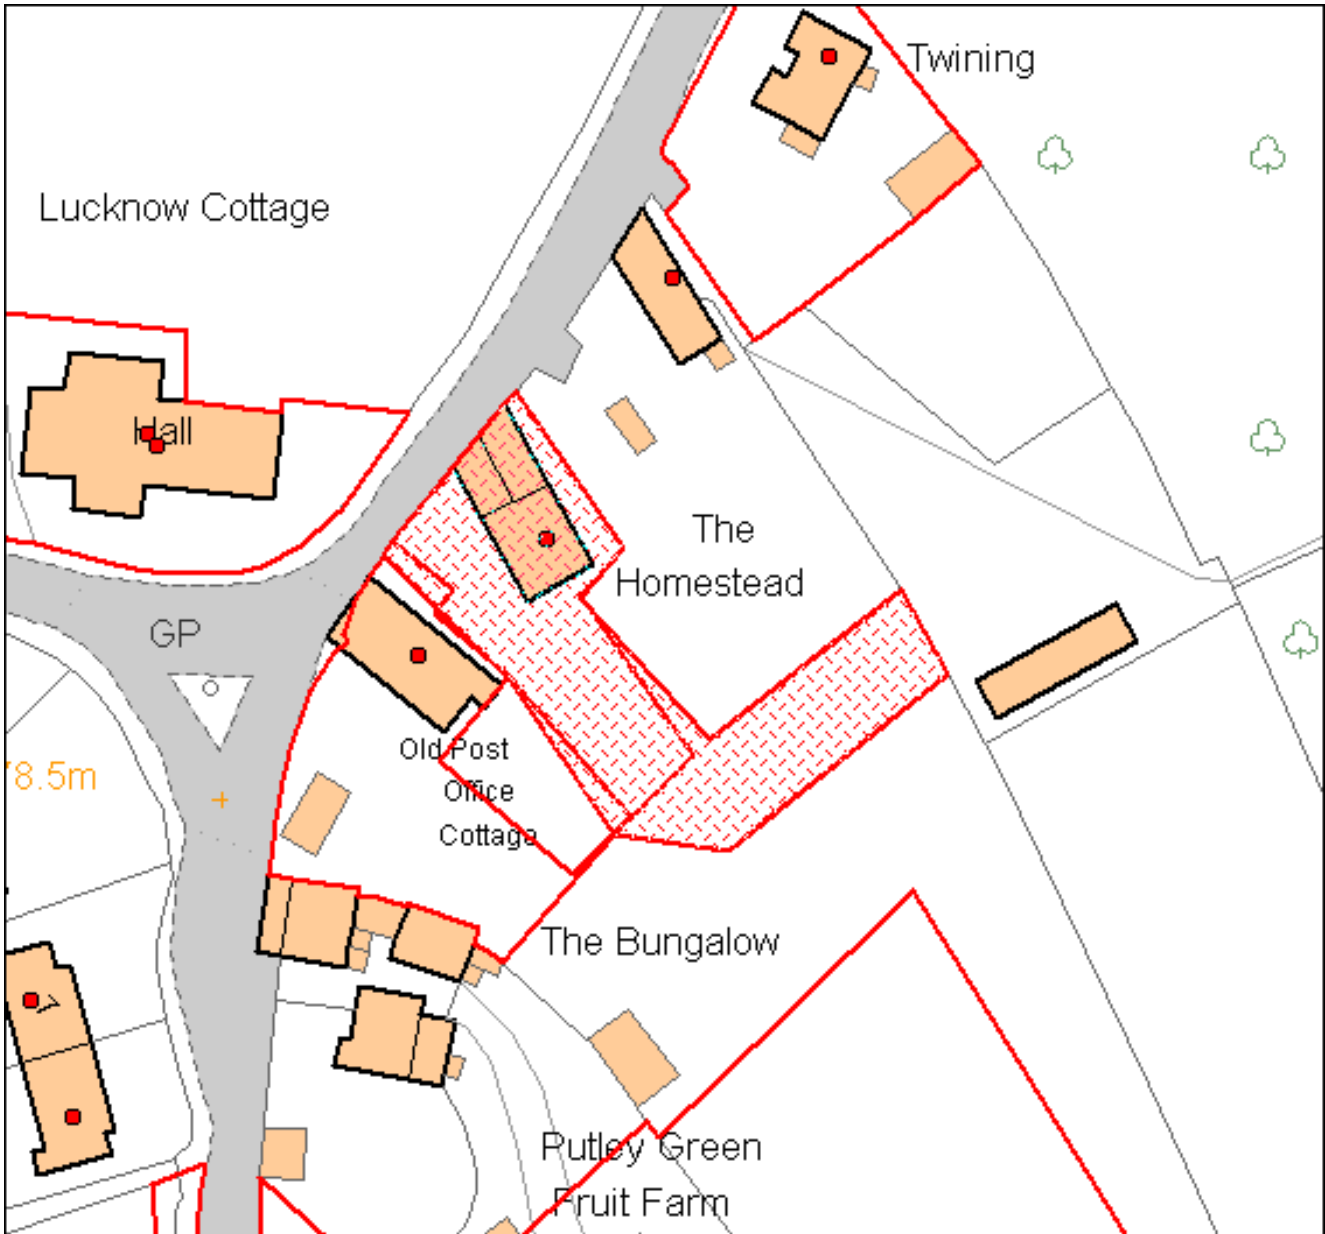 Twining
Lucknow Cottage
Hall
The
Homestead
GP
Old Post
Office
Cottage
78.5m
The Bungalow
1
Putley Green
Fruit Farm